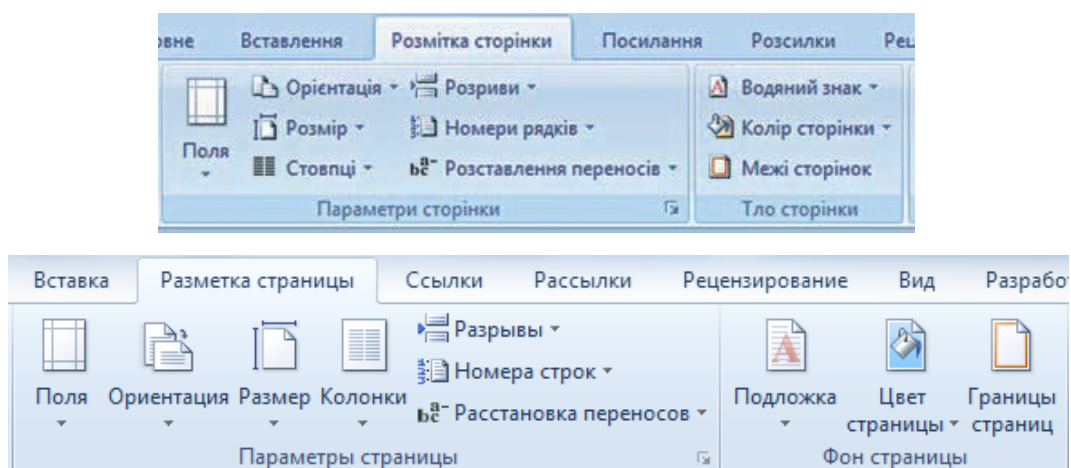 овне Вставлення Розмітка сторінки Посилання Розсилки Рец
Орієнтація Розриви Водяний знак
Розмір Номери рядків Колір сторінки
Поля
Стовпці Розставлення переносів Межі сторінок
Параметри сторінки Тло сторінки
Вставка Разметка страницы Ссылки Рассылки Рецензирование Вид Разрабо
Разрывы
Номера строк
Поля Ориентация Размер Колонки Подложка Цвет страницы Границы страниц
Расстановка переносов
Параметры страницы Фон страницы